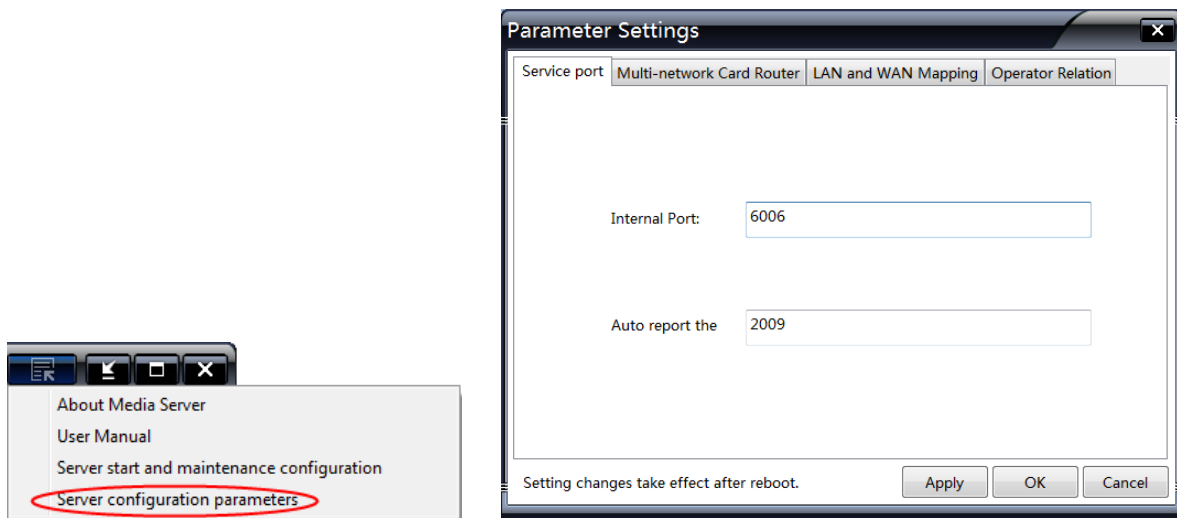 About Media Server
User Manual
Server start and maintenance configuration
Server configuration parameters
Parameter Settings
Service port Multi-network Card Router LAN and WAN Mapping Operator Relation
Internal Port: 6006
Auto report the 2009
Setting changes take effect after reboot. Apply OK Cancel